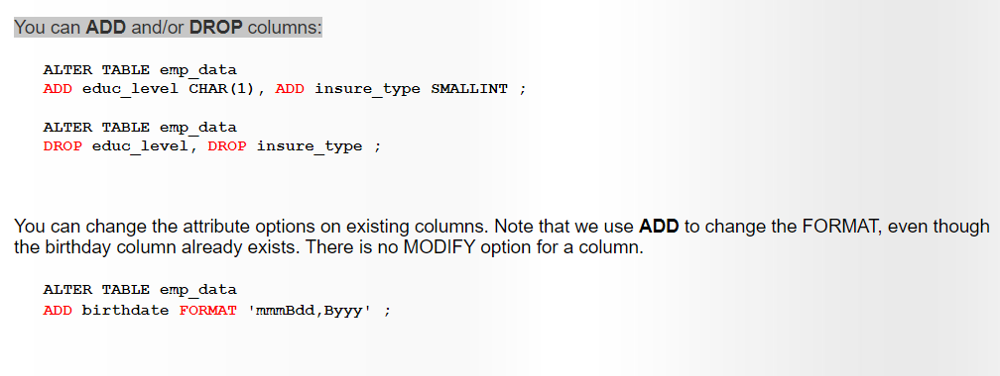 You can ADD and/or DROP columns:
ALTER TABLE emp_data
ADD educ_level CHAR(1), ADD insure_type SMALLINT ;
ALTER TABLE emp_data
DROP educ_level, DROP insure_type ;
You can change the attribute options on existing columns. Note that we use ADD to change the FORMAT, even though
the birthday column already exists. There is no MODIFY option for a column.
ALTER TABLE emp_data
ADD birthdate FORMAT 'mmmBdd,Byyy' ;